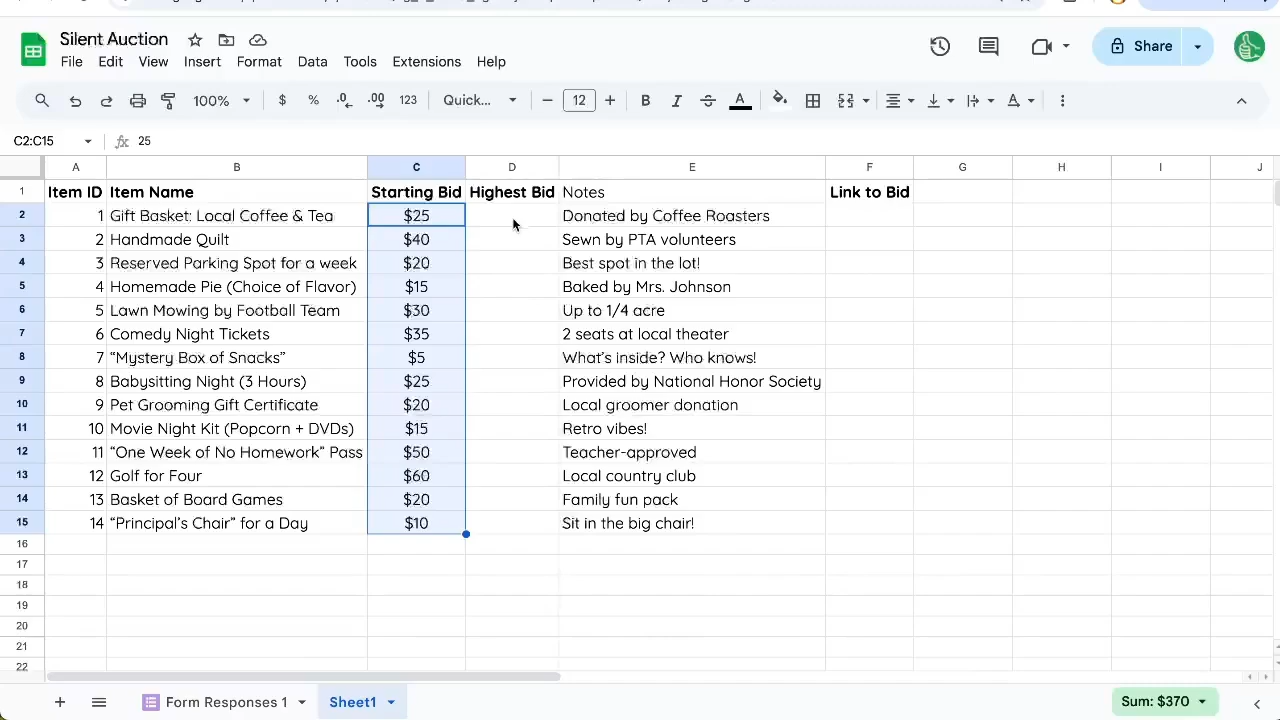 Silent Auction
File Edit View Insert Format Data Tools Extensions Help
Share
100% $ % .0 .00 123 Quick... − 12 + B I A
C2:C15 fx 25
A B C D E F G H I J
1 Item ID Item Name Starting Bid Highest Bid Notes Link to Bid
2 1 Gift Basket: Local Coffee & Tea $25 Donated by Coffee Roasters
3 2 Handmade Quilt $40 Sewn by PTA volunteers
4 3 Reserved Parking Spot for a week $20 Best spot in the lot!
5 4 Homemade Pie (Choice of Flavor) $15 Baked by Mrs. Johnson
6 5 Lawn Mowing by Football Team $30 Up to 1/4 acre
7 6 Comedy Night Tickets $35 2 seats at local theater
8 7 “Mystery Box of Snacks” $5 What’s inside? Who knows!
9 8 Babysitting Night (3 Hours) $25 Provided by National Honor Society
10 9 Pet Grooming Gift Certificate $20 Local groomer donation
11 10 Movie Night Kit (Popcorn + DVDs) $15 Retro vibes!
12 11 “One Week of No Homework” Pass $50 Teacher-approved
13 12 Golf for Four $60 Local country club
14 13 Basket of Board Games $20 Family fun pack
15 14 “Principal’s Chair” for a Day $10 Sit in the big chair!
16
17
18
19
20
21
22
+ Form Responses 1 Sheet1 Sum: $370